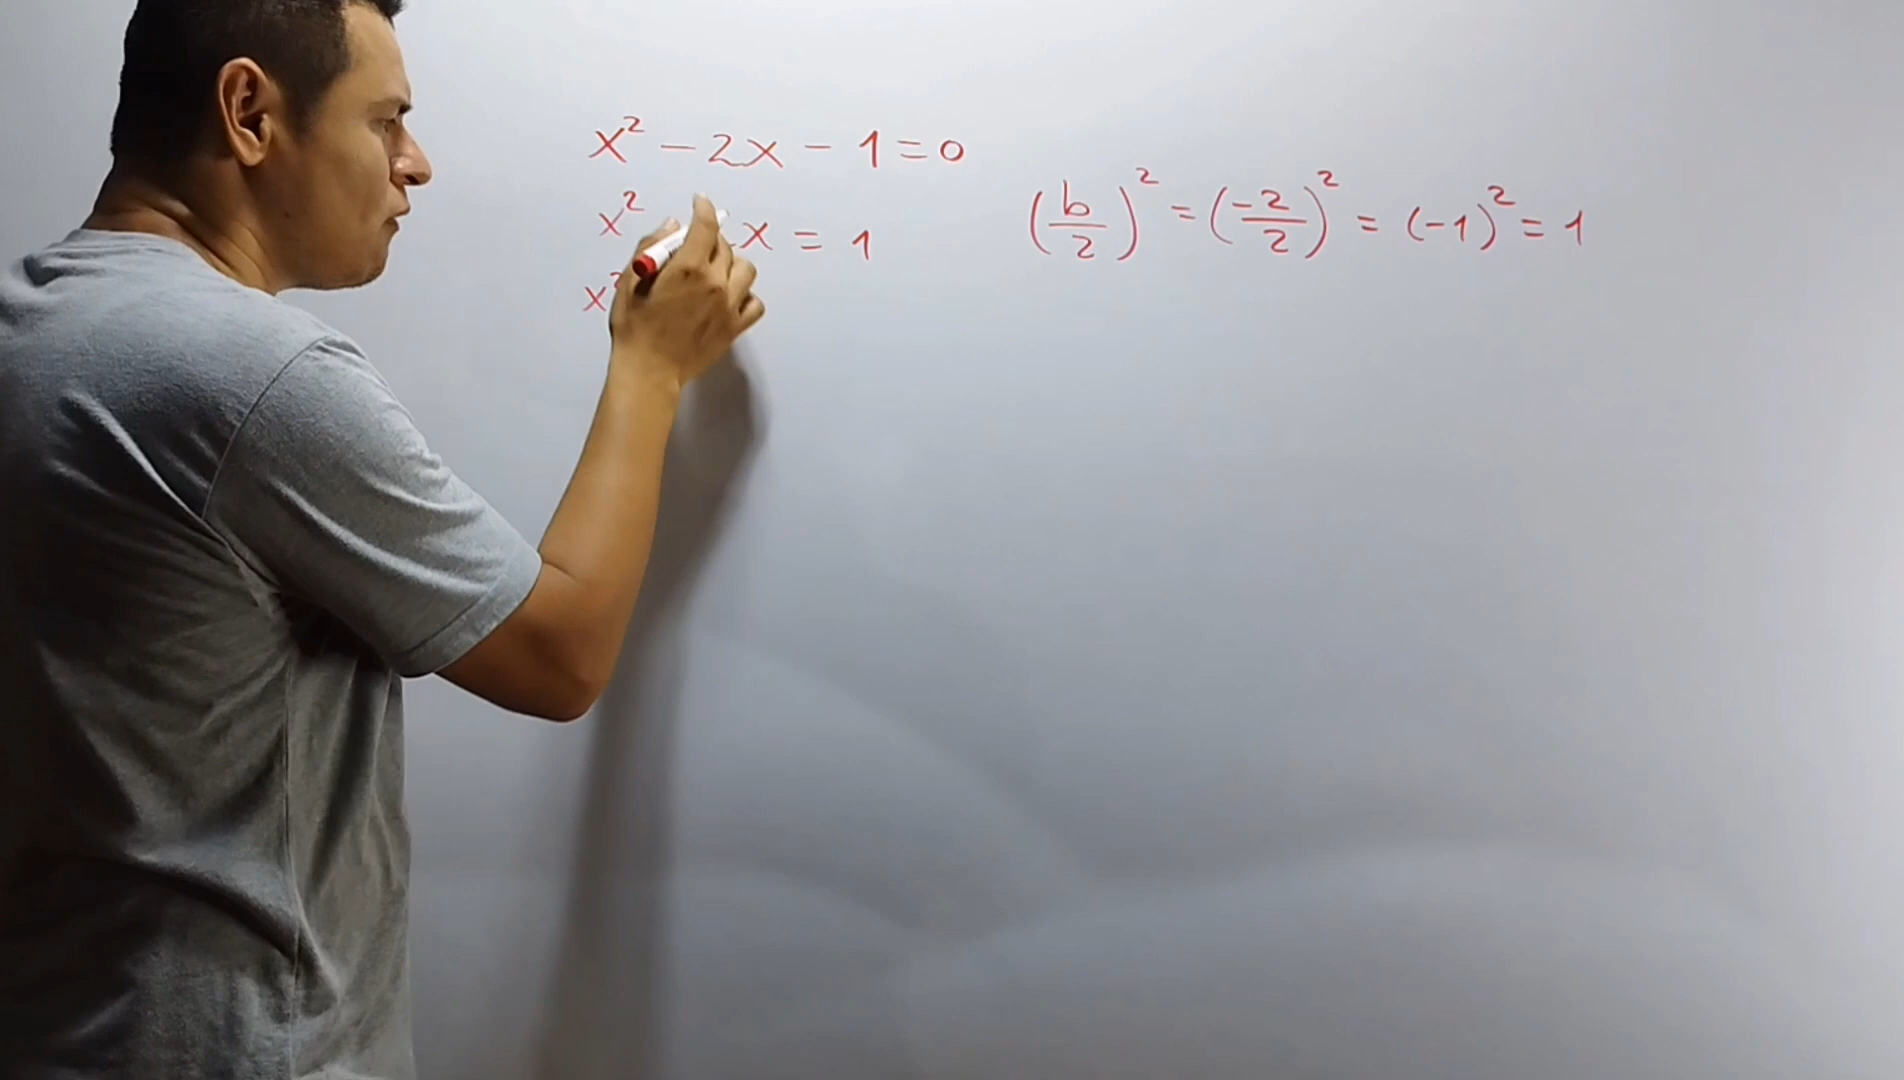 x² - 2x - 1 = 0
x² x = 1
x²
(b/2)² = (-2/2)² = (-1)² = 1